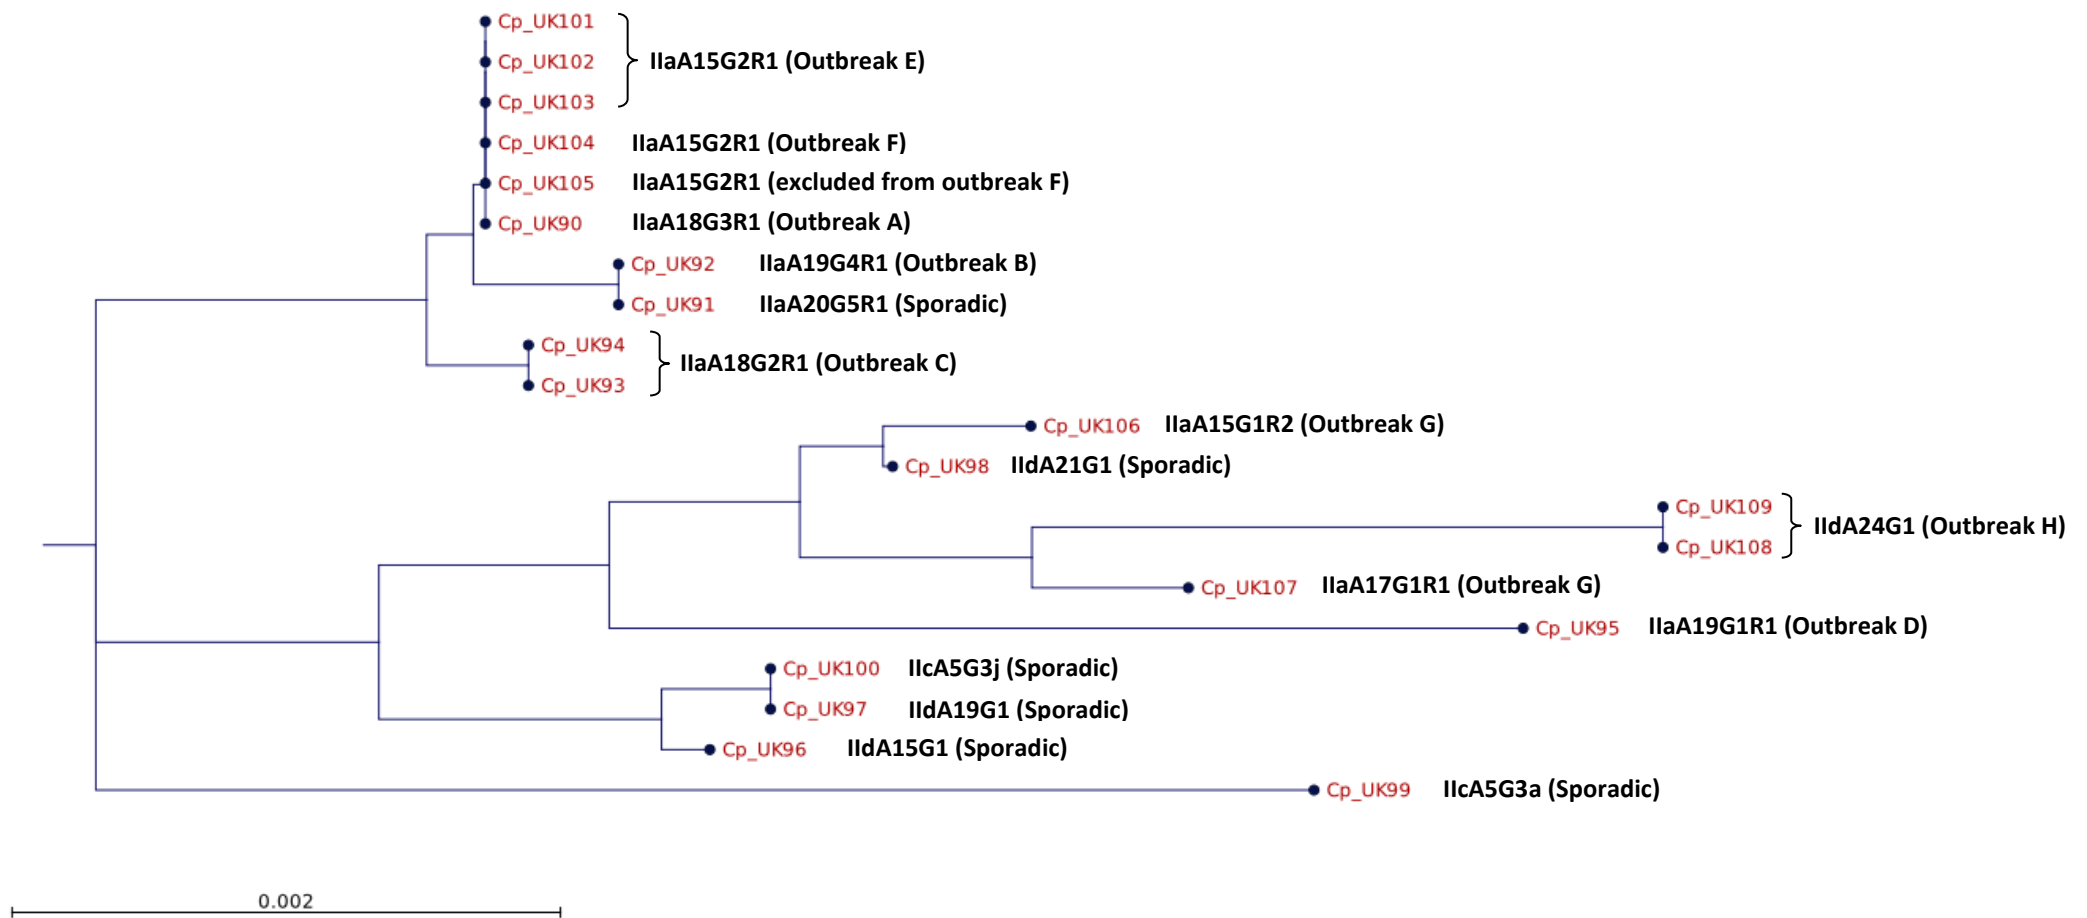 Cp_UK101
Cp_UK102 IIaA15G2R1 (Outbreak E)
Cp_UK103
Cp_UK104 IIaA15G2R1 (Outbreak F)
Cp_UK105 IIaA15G2R1 (excluded from outbreak F)
Cp_UK90 IIaA18G3R1 (Outbreak A)
Cp_UK92 IIaA19G4R1 (Outbreak B)
Cp_UK91 IIaA20G5R1 (Sporadic)
Cp_UK94
IIaA18G2R1 (Outbreak C)
Cp_UK93
Cp_UK106 IIaA15G1R2 (Outbreak G)
Cp_UK98 IIdA21G1 (Sporadic)
Cp_UK109
IIdA24G1 (Outbreak H)
Cp_UK108
Cp_UK107 IIaA17G1R1 (Outbreak G)
Cp_UK95 IIaA19G1R1 (Outbreak D)
Cp_UK100 IIcA5G3j (Sporadic)
Cp_UK97 IIdA19G1 (Sporadic)
Cp_UK96 IIdA15G1 (Sporadic)
Cp_UK99 IIcA5G3a (Sporadic)
0.002